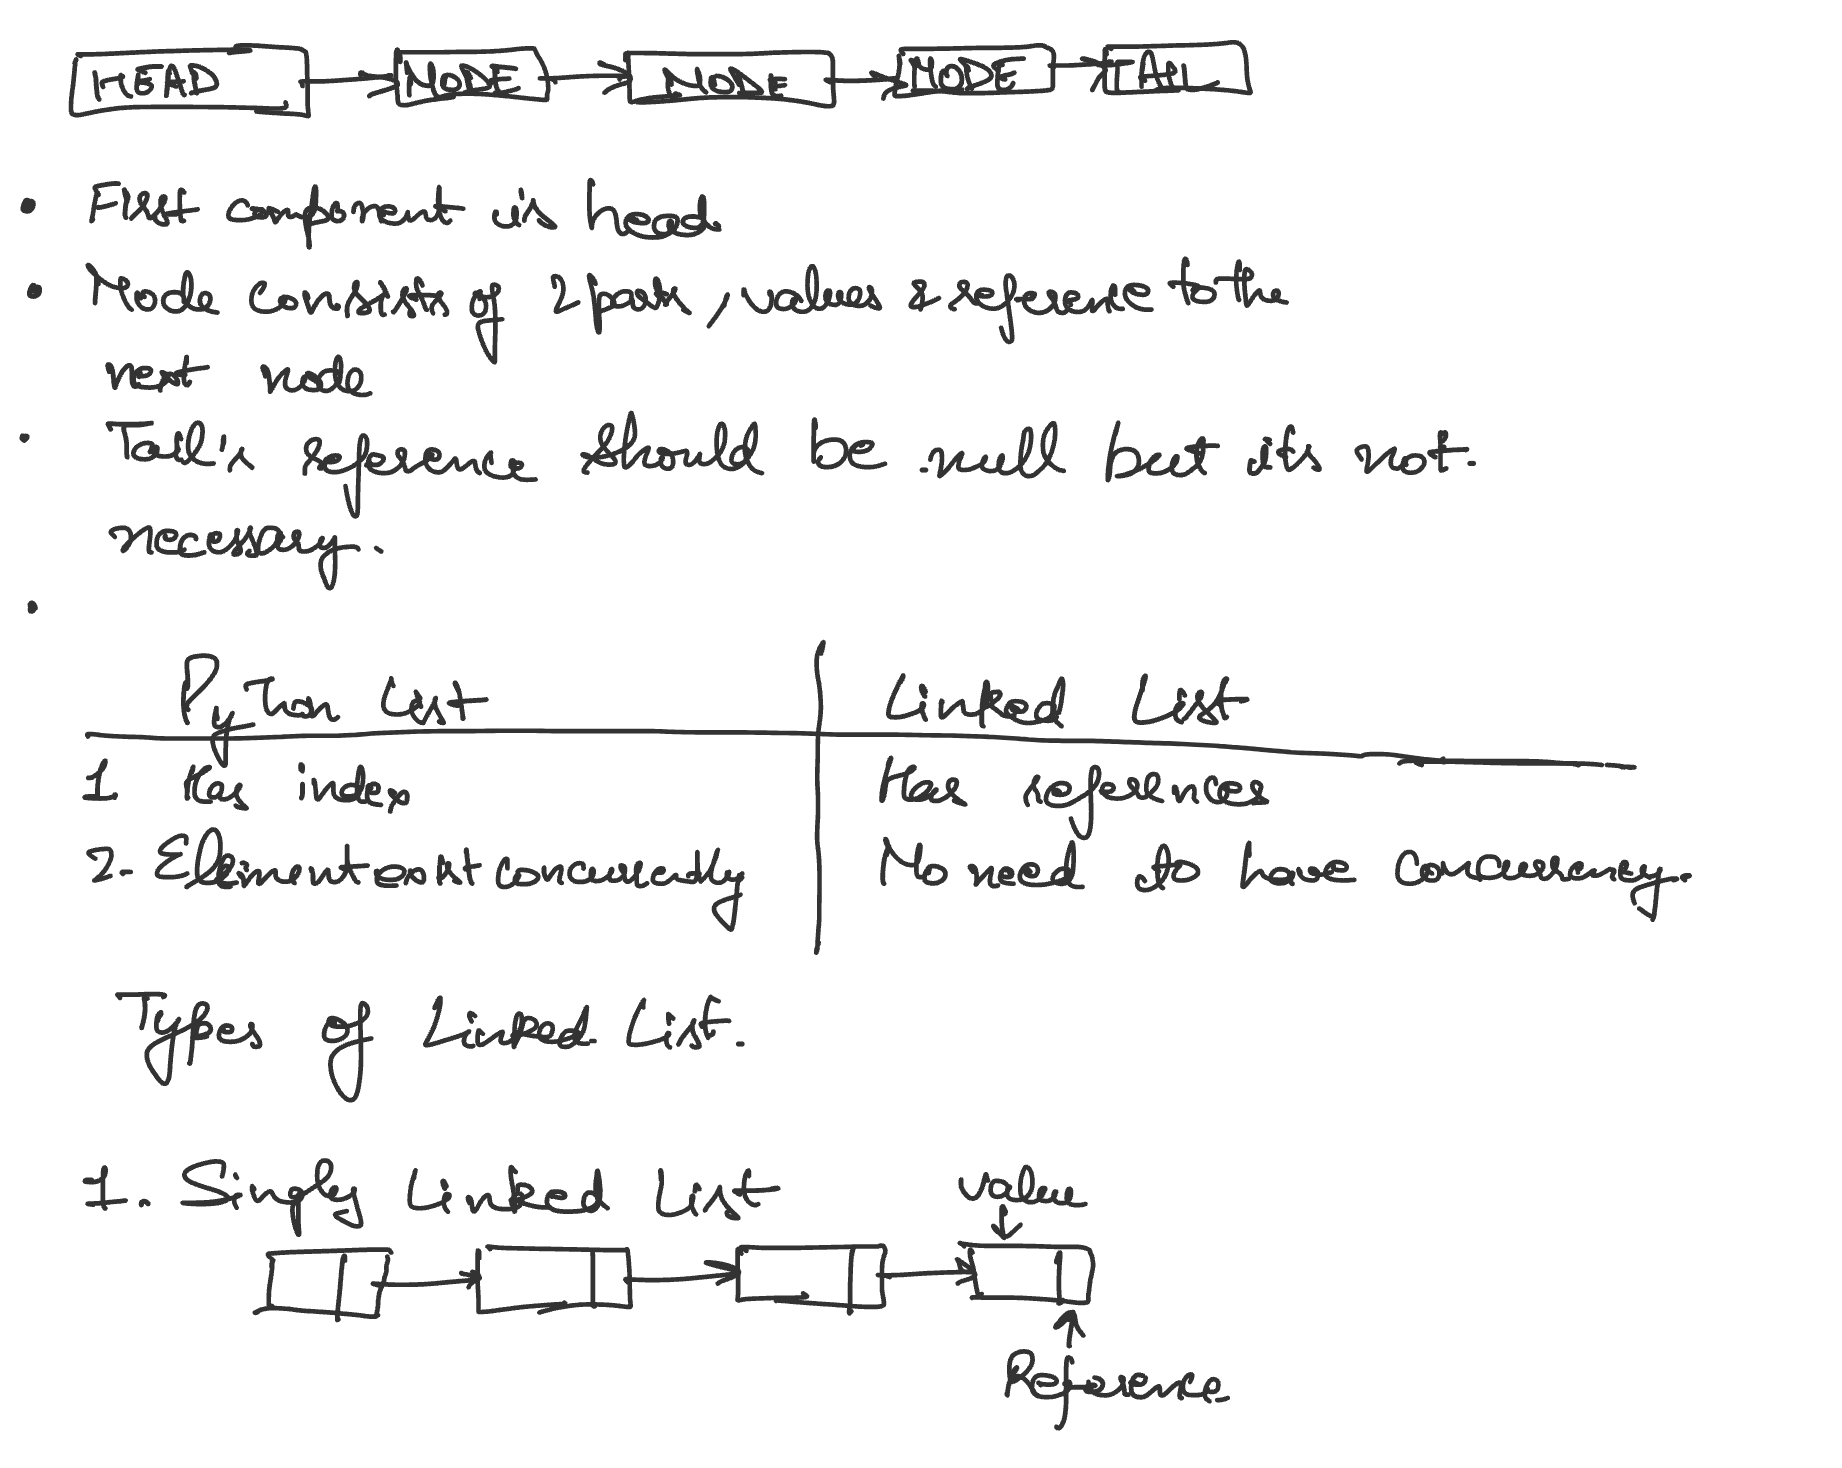 HEAD NODE NODE NODE TAIL
• First component is head
• Node consists of 2 parts, values & reference to the
next node
• Tail's reference should be null but its not
necessary.
•
Python List Linked List
1 Has index Has references
2. Element exist concurrently No need to have concurrency.
Types of Linked List.
1. Singly Linked List value
Reference